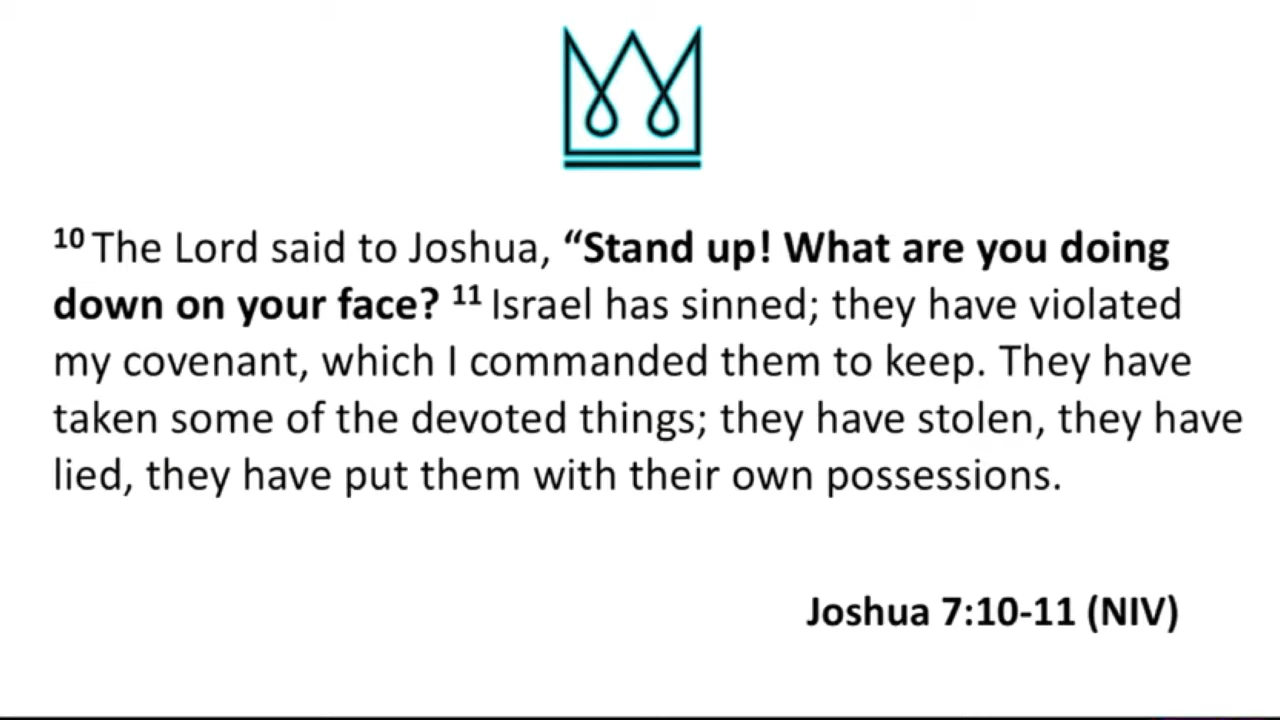 10 The Lord said to Joshua, “Stand up! What are you doing
down on your face? 11 Israel has sinned; they have violated
my covenant, which I commanded them to keep. They have
taken some of the devoted things; they have stolen, they have
lied, they have put them with their own possessions.
Joshua 7:10-11 (NIV)